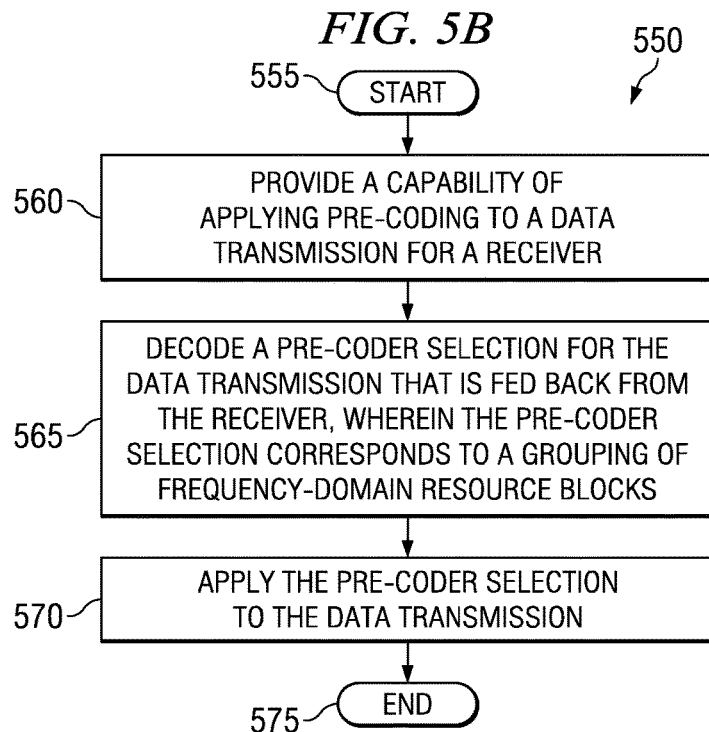 FIG. 5B
550
555
START
560
PROVIDE A CAPABILITY OF
APPLYING PRE-CODING TO A DATA
TRANSMISSION FOR A RECEIVER
565
DECODE A PRE-CODER SELECTION FOR THE
DATA TRANSMISSION THAT IS FED BACK FROM
THE RECEIVER, WHEREIN THE PRE-CODER
SELECTION CORRESPONDS TO A GROUPING OF
FREQUENCY-DOMAIN RESOURCE BLOCKS
570
APPLY THE PRE-CODER SELECTION
TO THE DATA TRANSMISSION
575
END